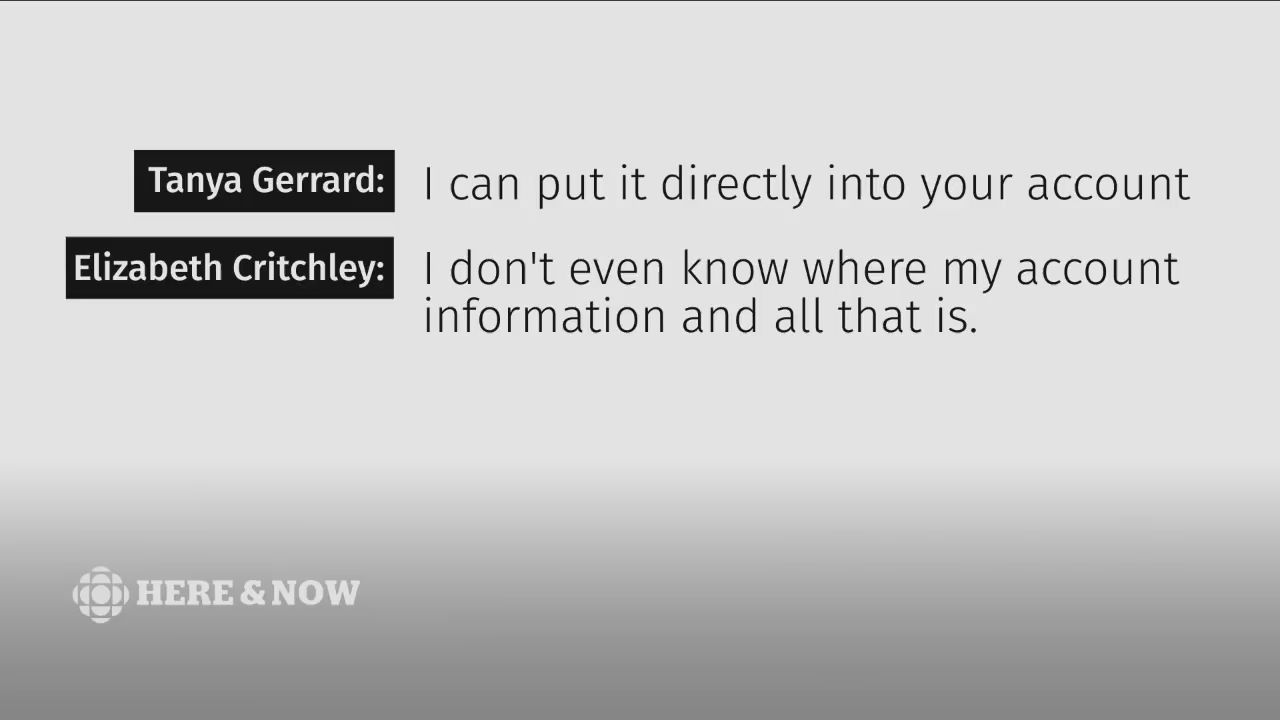 Tanya Gerrard: I can put it directly into your account
Elizabeth Critchley: I don't even know where my account
information and all that is.
HERE & NOW